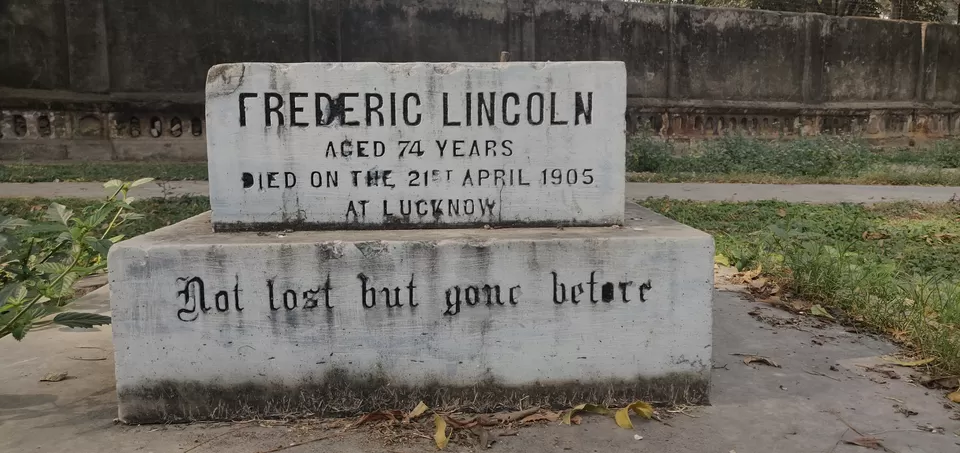 FREDERIC LINCOLN
AGED 74 YEARS
DIED ON THE 21ST APRIL 1905
AT LUCKNOW
Not lost but gone before